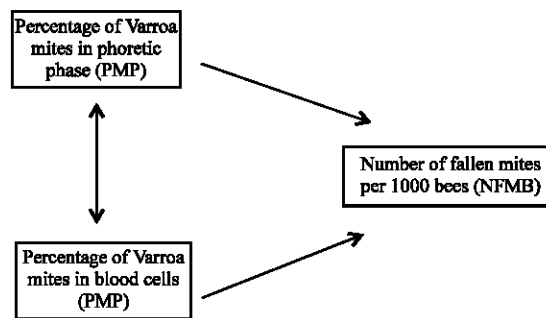 Percentage of Varroa
mites in phoretic
phase (PMP)
Number of fallen mites
per 1000 bees (NFMB)
Percentage of Varroa
mites in blood cells
(PMP)